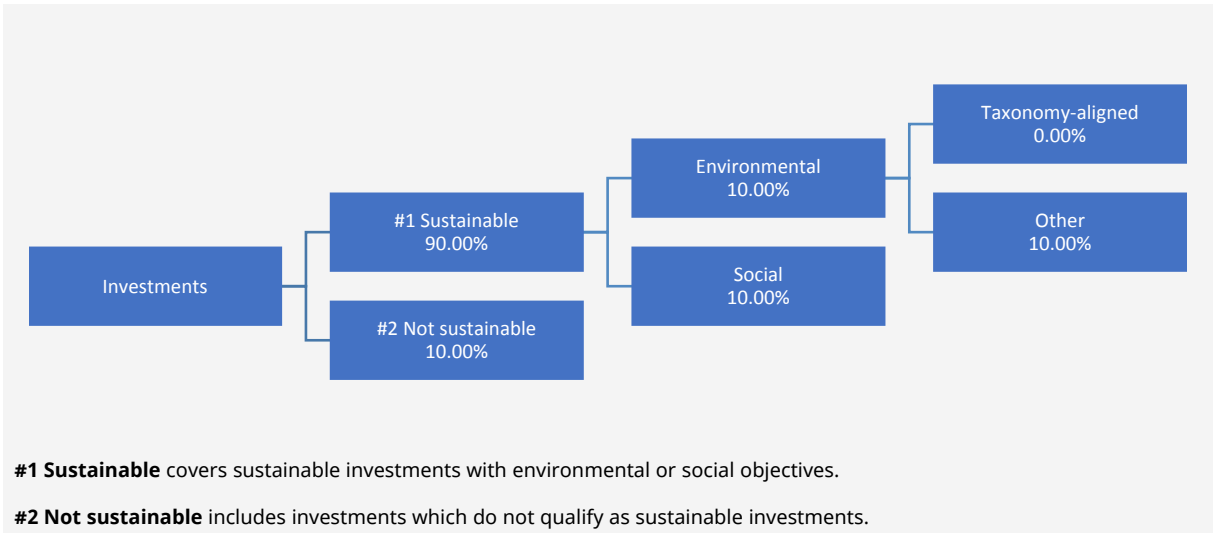 Investments
#1 Sustainable
90.00%
#2 Not sustainable
10.00%
Environmental
10.00%
Social
10.00%
Taxonomy-aligned
0.00%
Other
10.00%
#1 Sustainable covers sustainable investments with environmental or social objectives.
#2 Not sustainable includes investments which do not qualify as sustainable investments.